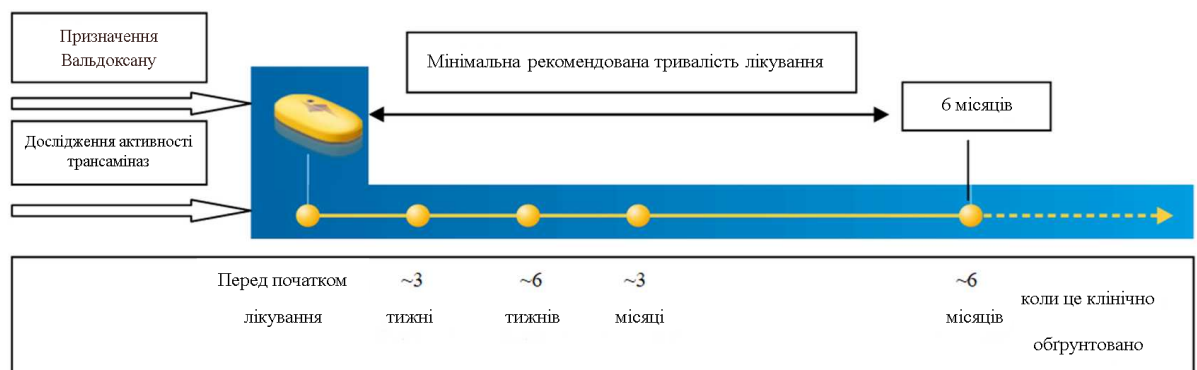 Призначення
Вальдоксану
Мінімальна рекомендована тривалість лікування
6 місяців
Дослідження активності
трансаміназ
Перед початком
лікування
~3
тижні
~6
тижнів
~3
місяці
~6
місяців
коли це клінічно
обґрунтовано